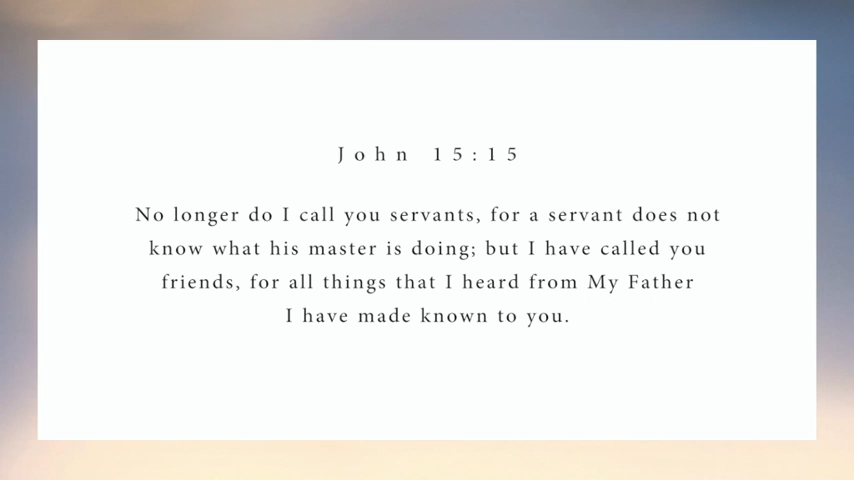 John 15:15
No longer do I call you servants, for a servant does not
know what his master is doing; but I have called you
friends, for all things that I heard from My Father
I have made known to you.